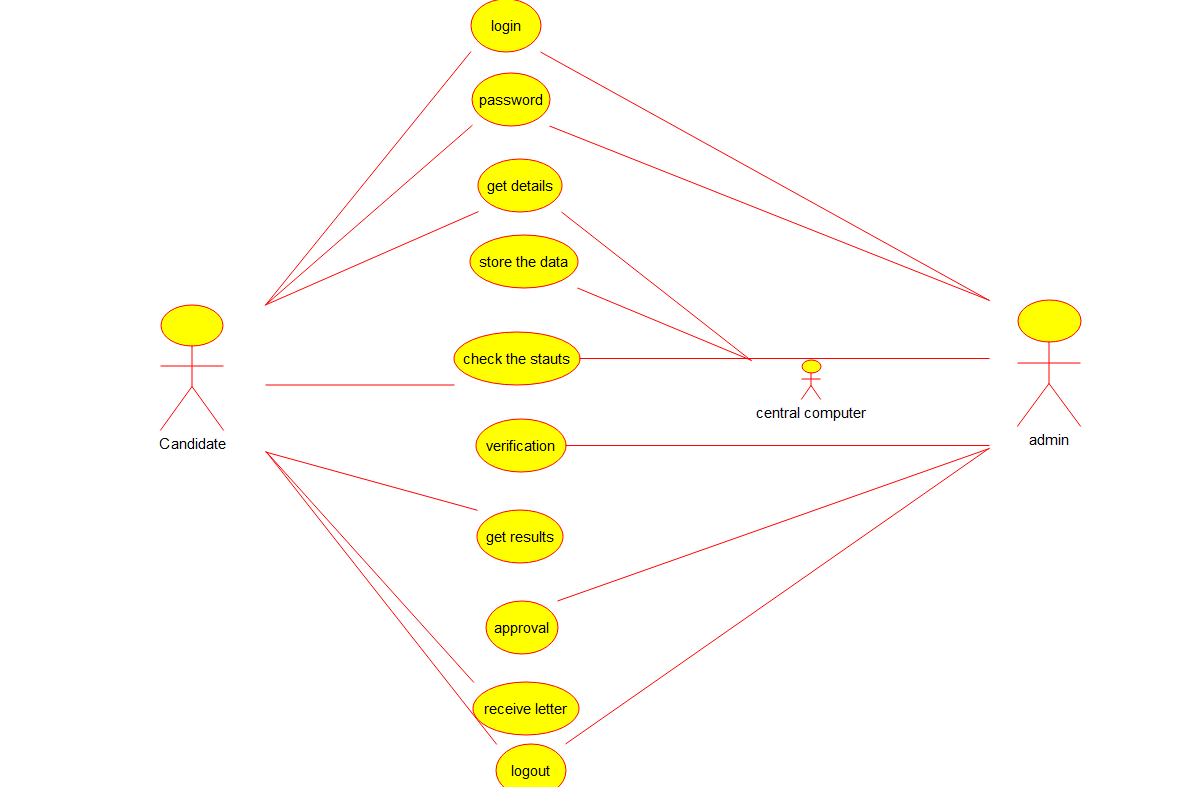 login
password
get details
store the data
check the stauts
central computer
Candidate
admin
verification
get results
approval
receive letter
logout